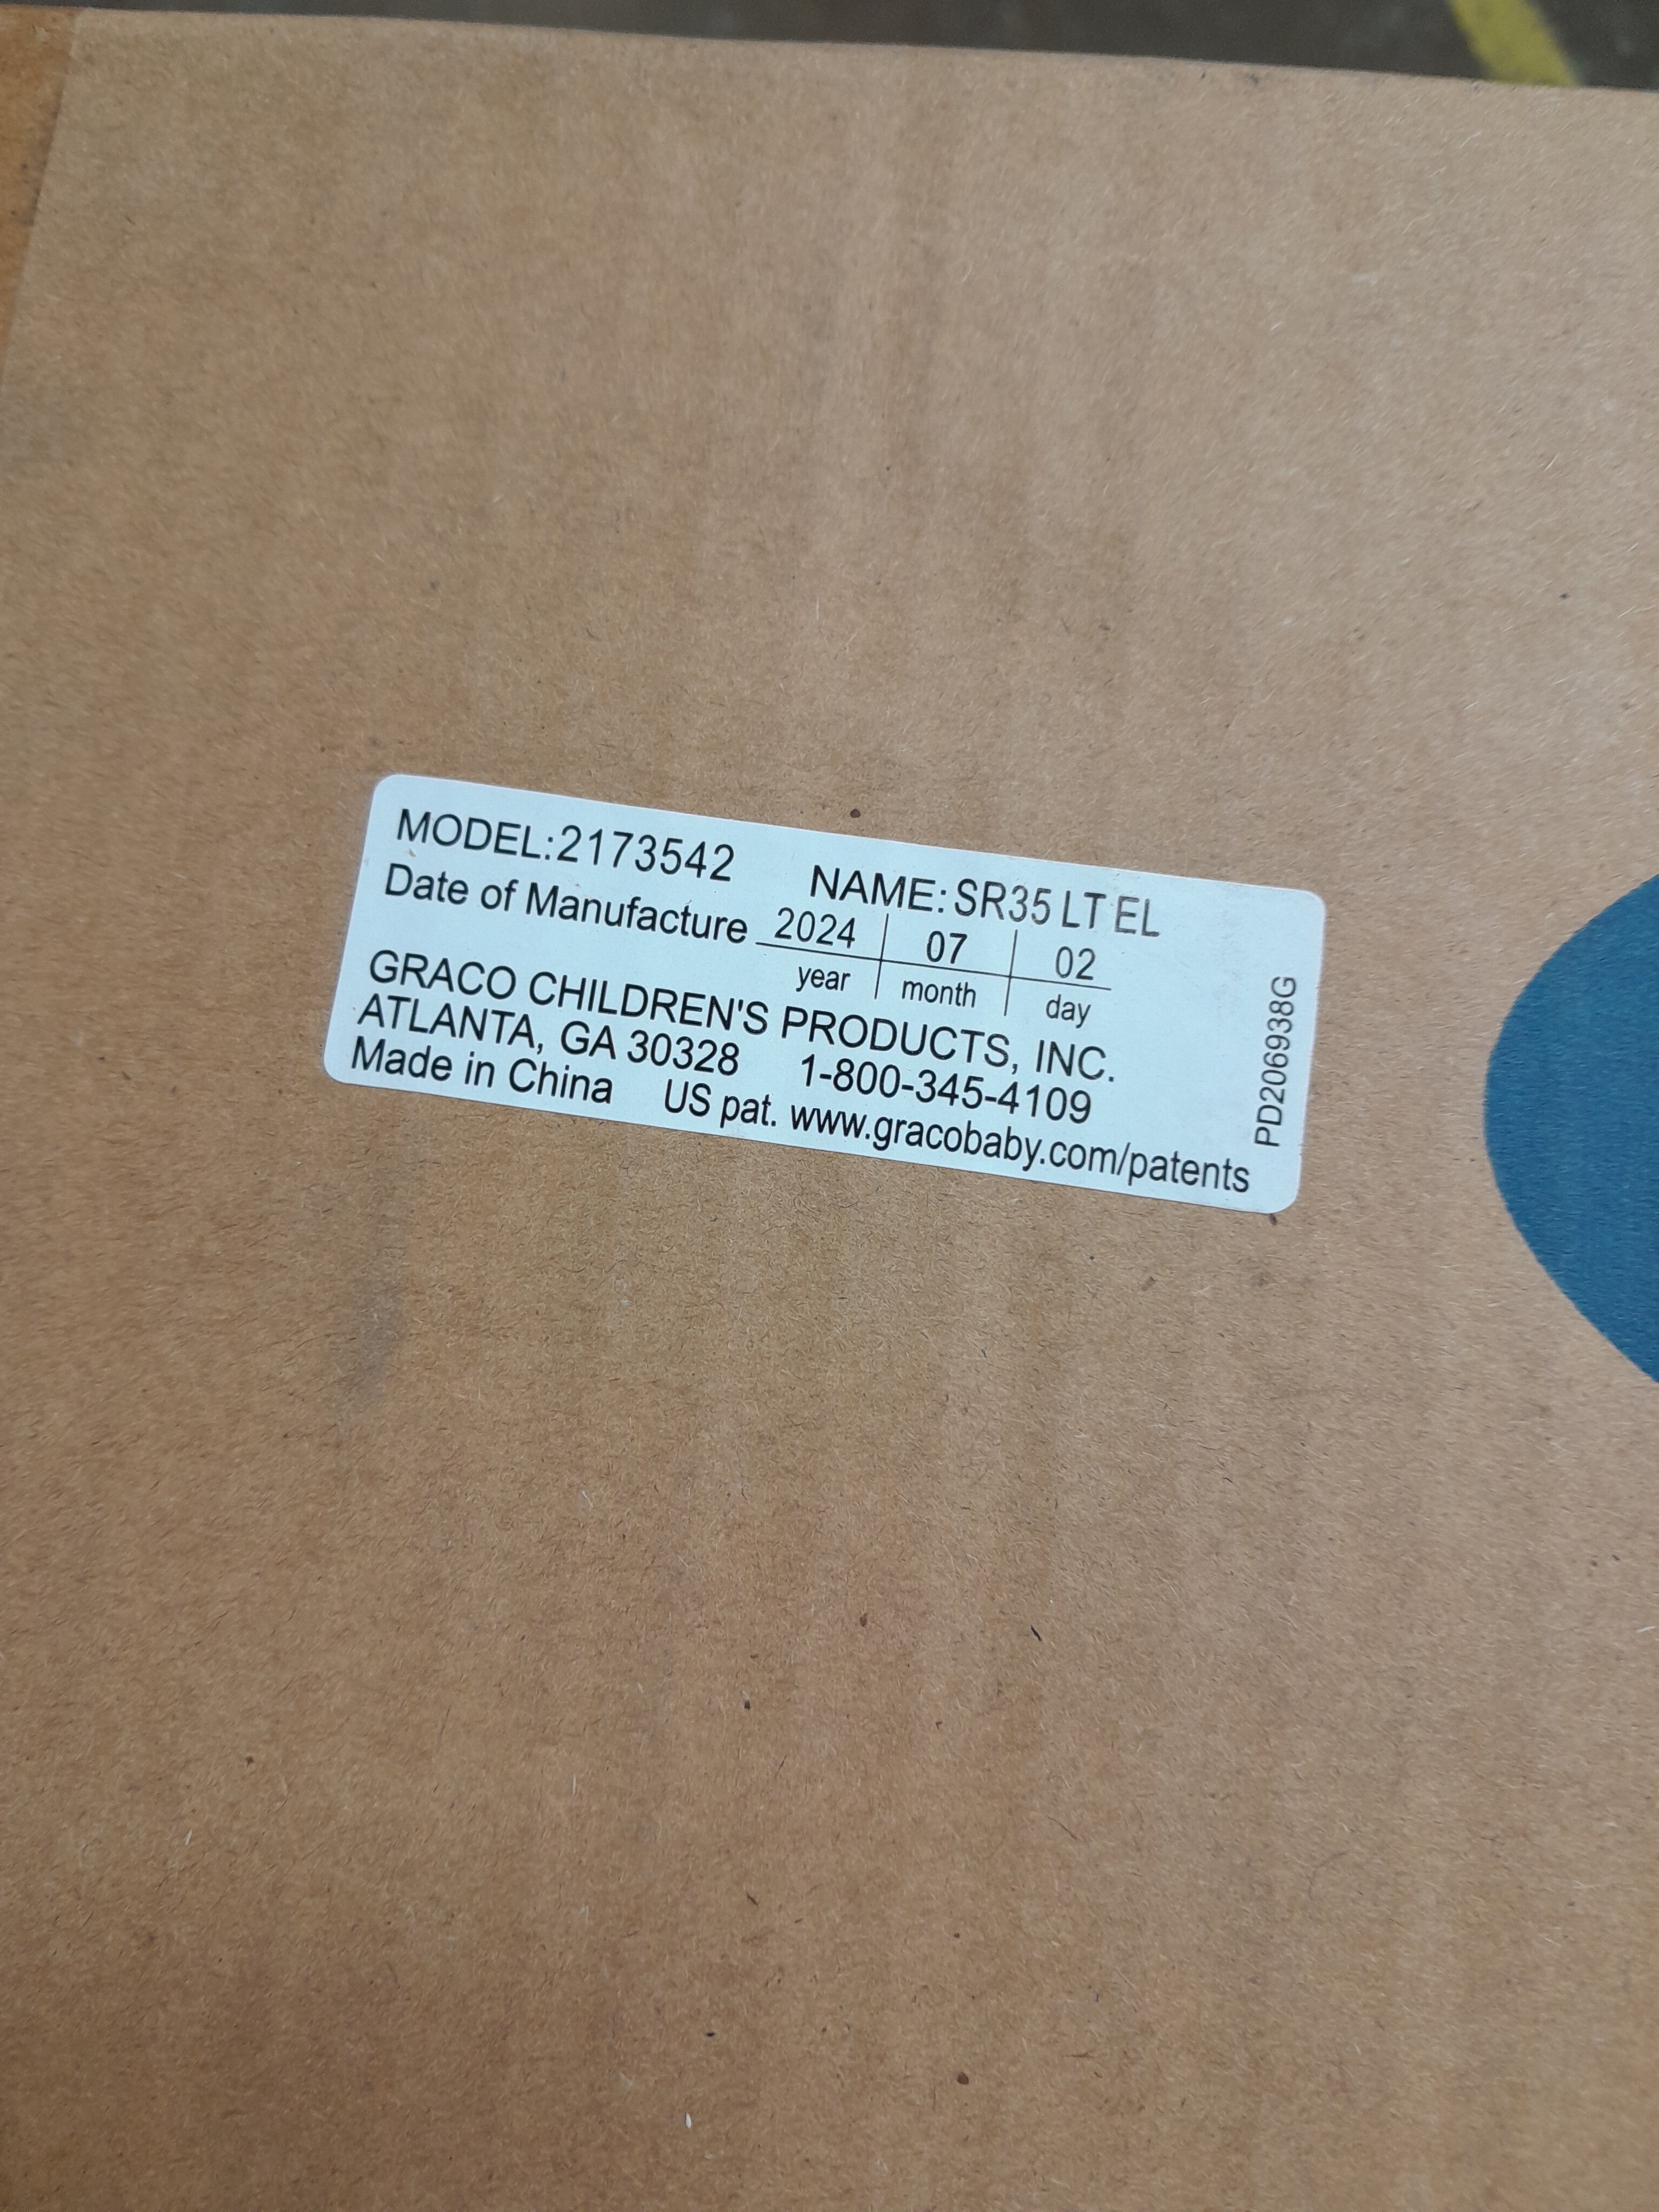 MODEL:2173542 NAME:SR35 LT EL
Date of Manufacture 2024 07 02
year month day
GRACO CHILDREN'S PRODUCTS, INC.
ATLANTA, GA 30328 1-800-345-4109
Made in China US pat. www.gracobaby.com/patents
PD206938G